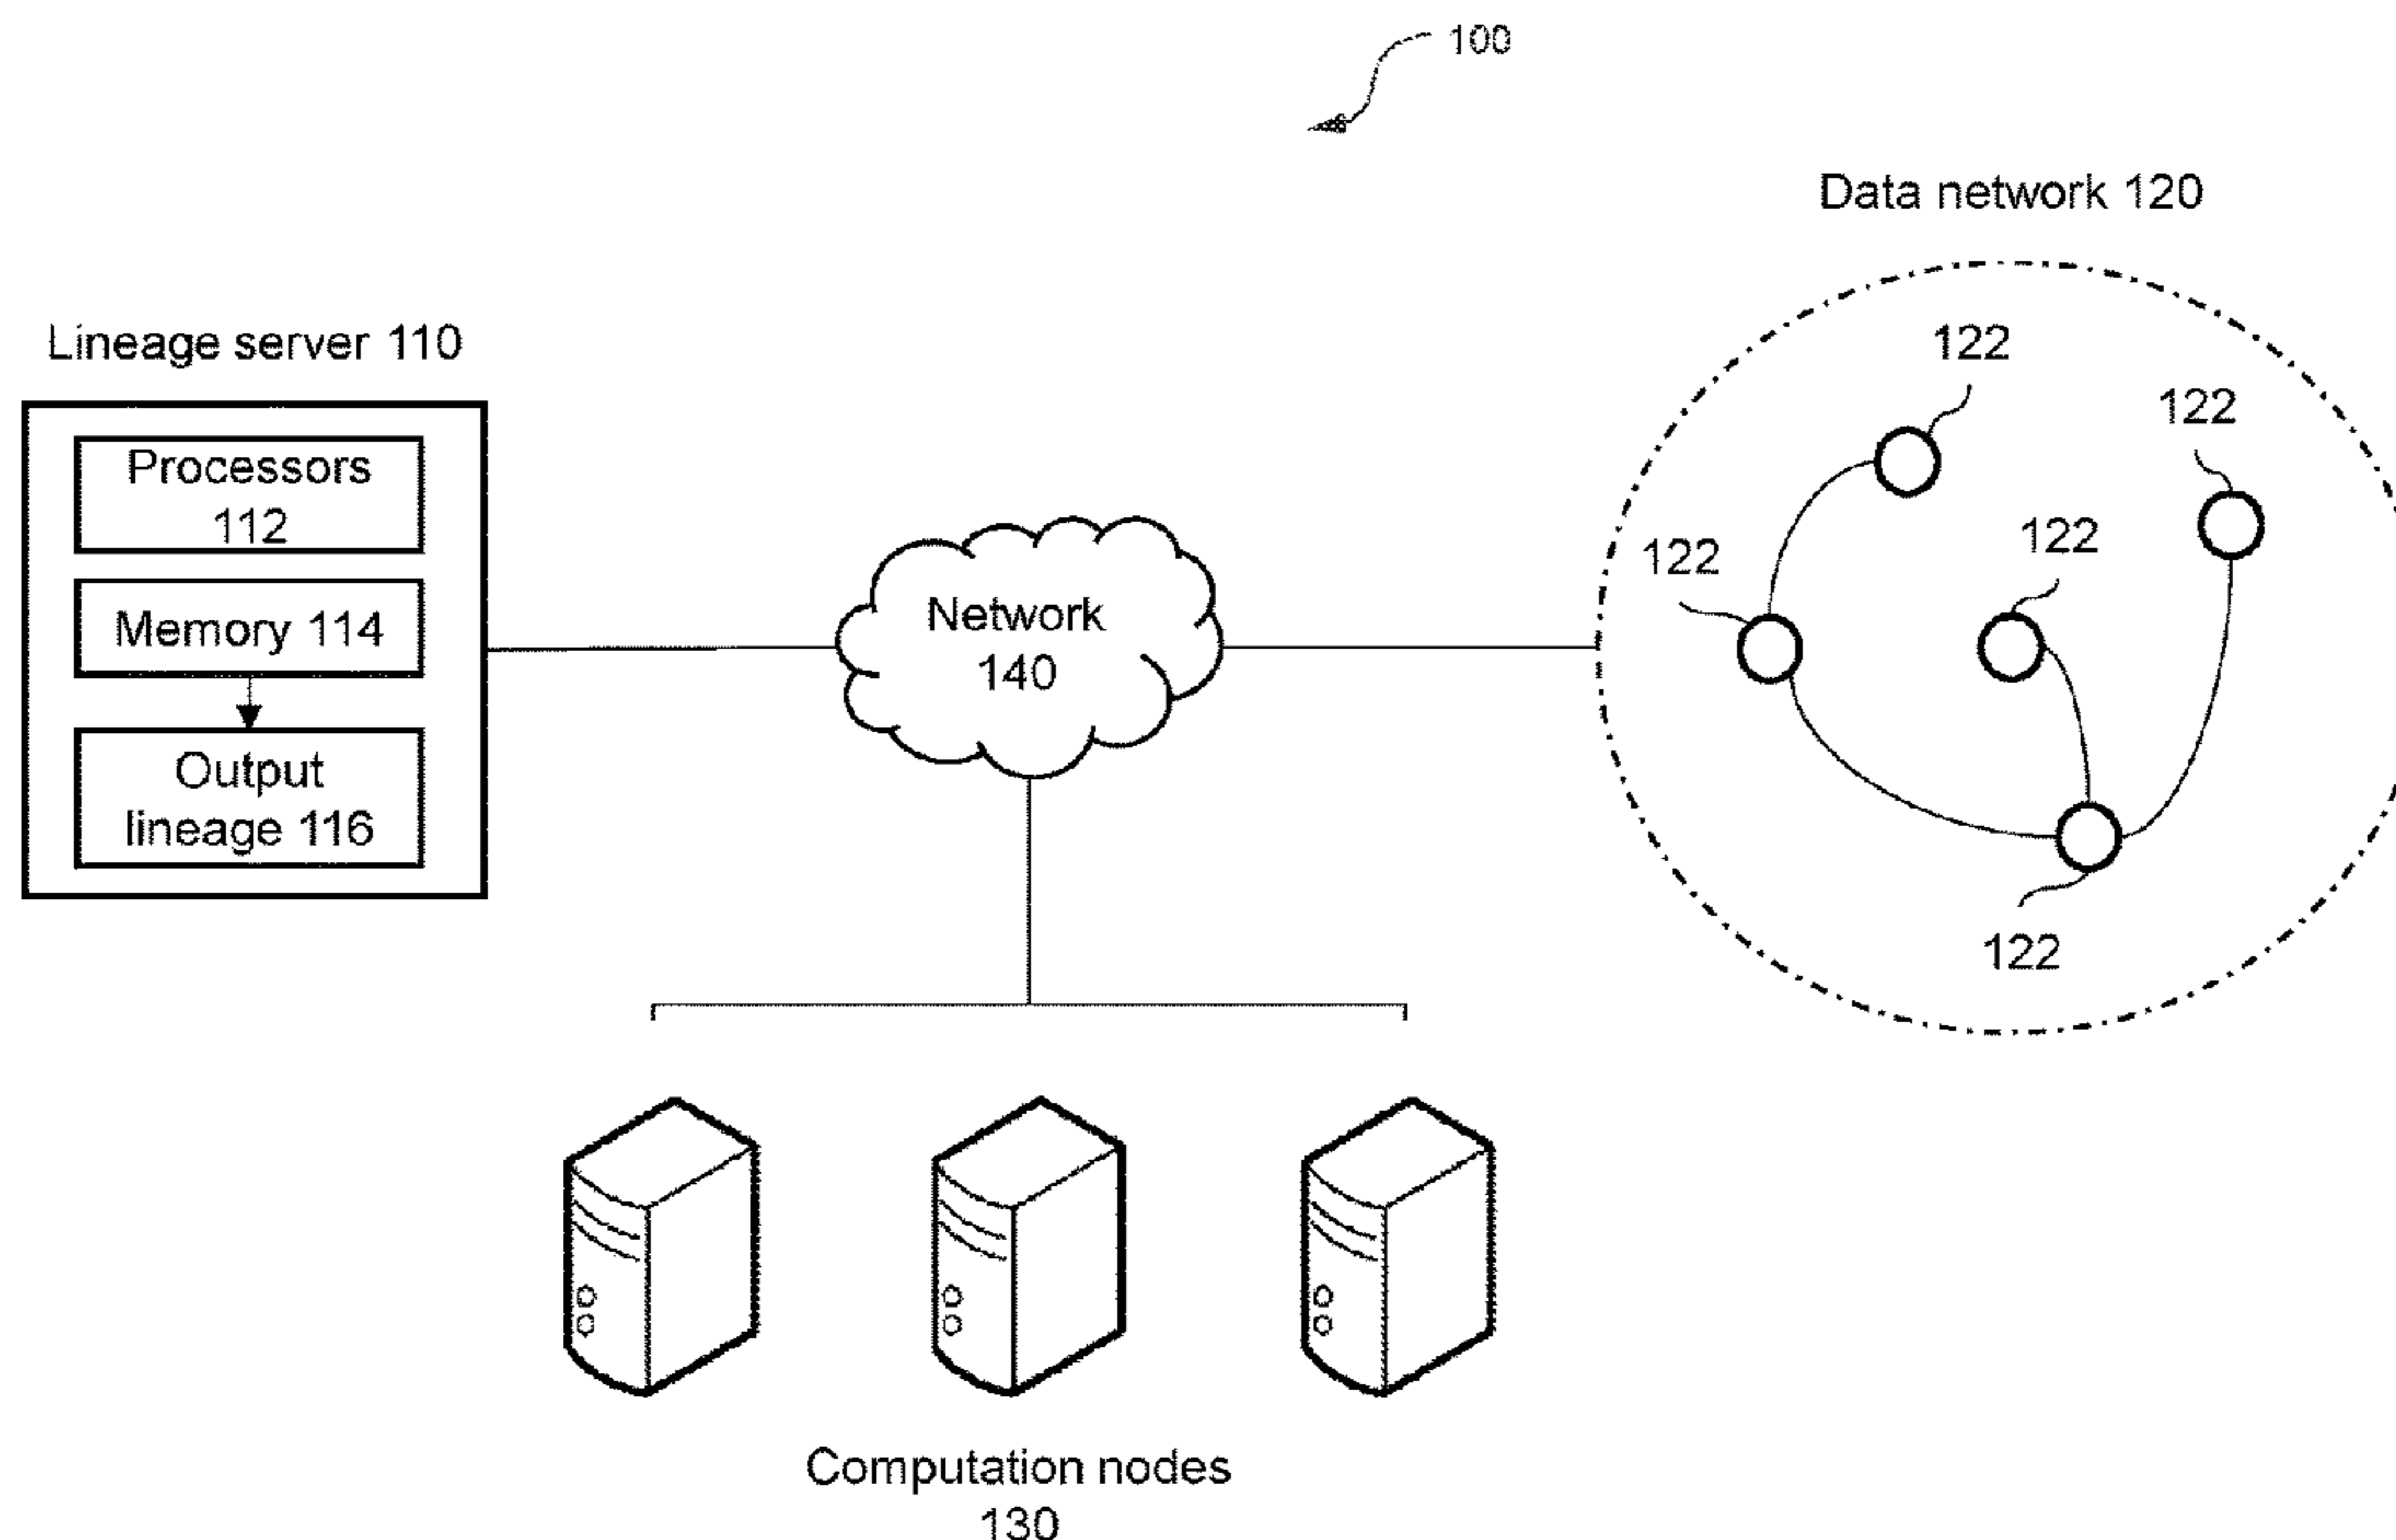 100
Data network 120
Lineage server 110
122
122
Processors
112
122
122
Memory 114
Network
140
Output
lineage 116
122
Computation nodes
130